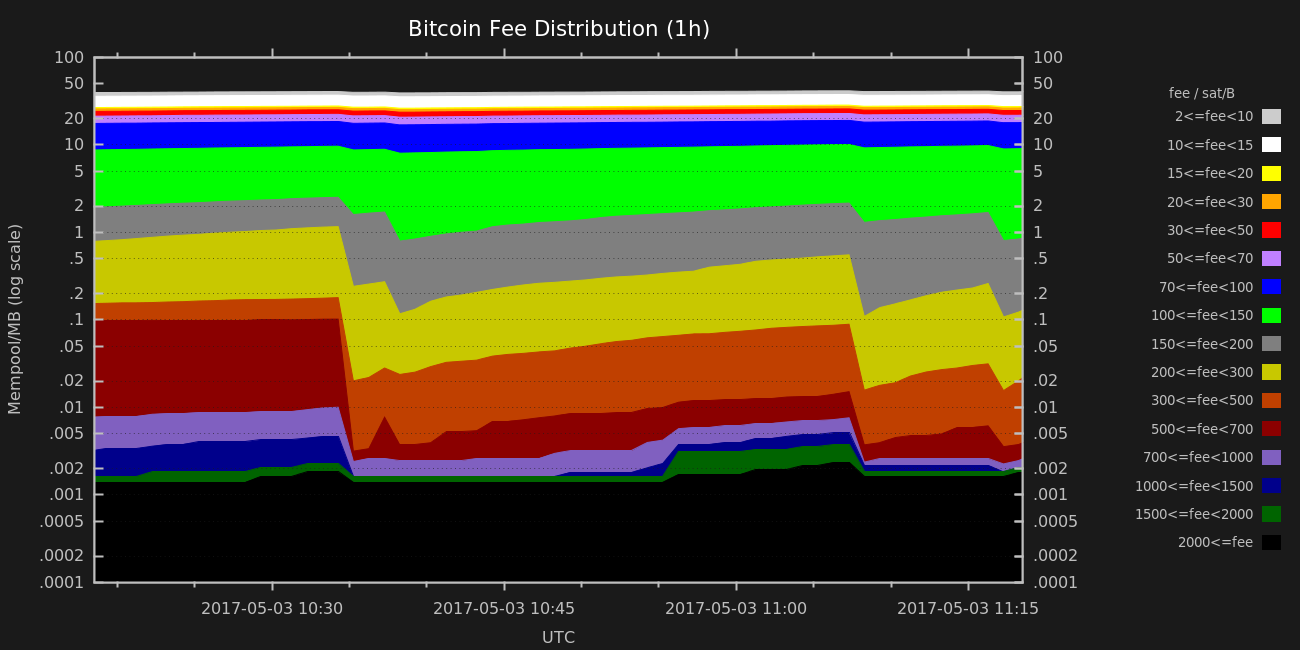 Bitcoin Fee Distribution (1h)
Mempool/MB (log scale)
100
50
20
10
5
2
1
.5
.2
.1
.05
.02
.01
.005
.002
.001
.0005
.0002
.0001
100
50
20
10
5
2
1
.5
.2
.1
.05
.02
.01
.005
.002
.001
.0005
.0002
.0001
2017-05-03 10:30 2017-05-03 10:45 2017-05-03 11:00 2017-05-03 11:15
UTC
fee / sat/B
2<=fee<10
10<=fee<15
15<=fee<20
20<=fee<30
30<=fee<50
50<=fee<70
70<=fee<100
100<=fee<150
150<=fee<200
200<=fee<300
300<=fee<500
500<=fee<700
700<=fee<1000
1000<=fee<1500
1500<=fee<2000
2000<=fee